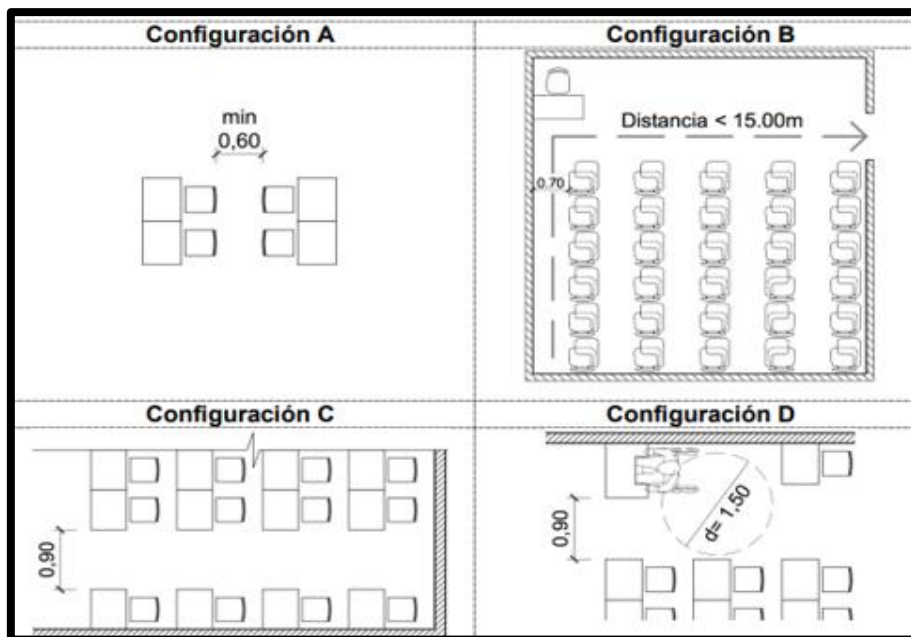 Configuración A
min
0,60
Configuración B
Distancia < 15.00m
0.70
Configuración C
0,90
Configuración D
0,90
d= 1,50